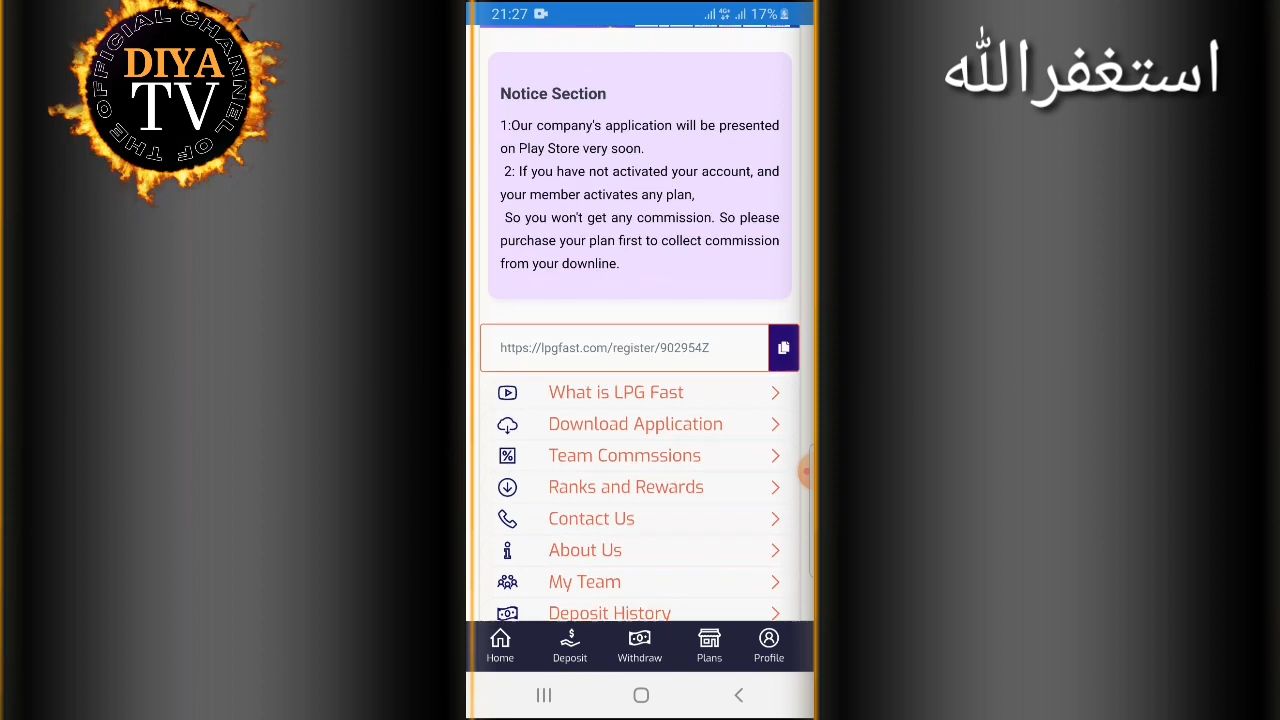 OFFICIAL CHANNEL OF THE
DIYA
TV
استغفرالله
21:27
4G+
17%
Notice Section
1:Our company's application will be presented
on Play Store very soon.
2: If you have not activated your account, and
your member activates any plan,
So you won't get any commission. So please
purchase your plan first to collect commission
from your downline.
https://lpgfast.com/register/902954Z
What is LPG Fast
Download Application
Team Commssions
Ranks and Rewards
Contact Us
About Us
My Team
Deposit History
Home
Deposit
Withdraw
Plans
Profile